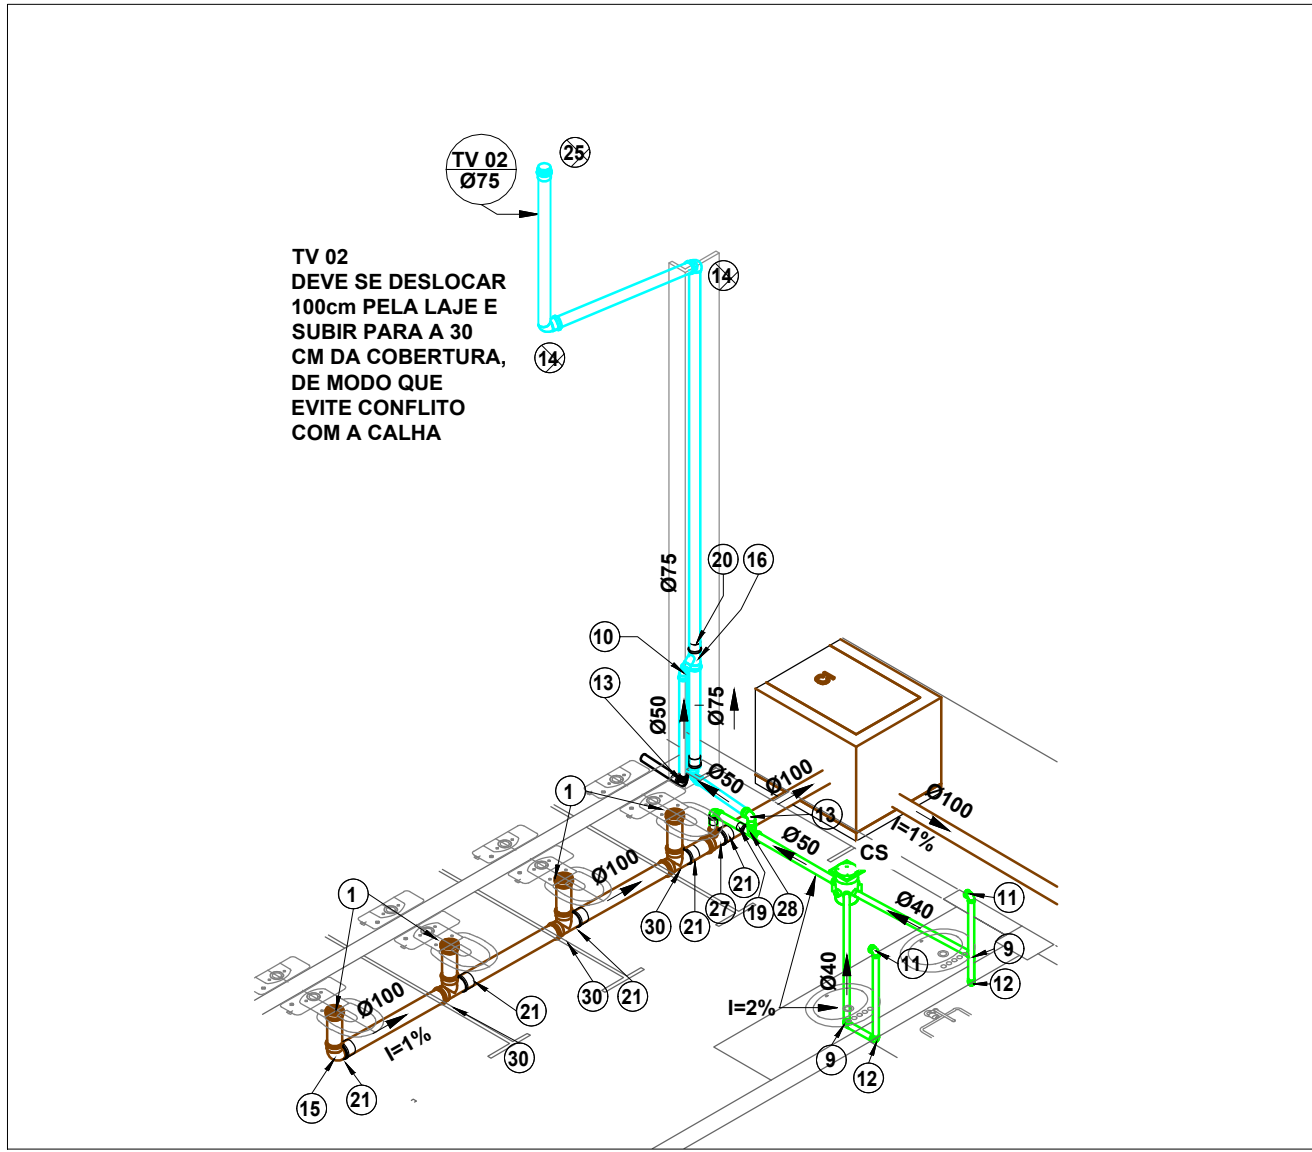 TV 02
Ø75
25
TV 02
DEVE SE DESLOCAR
100cm PELA LAJE E
SUBIR PARA A 30
CM DA COBERTURA,
DE MODO QUE
EVITE CONFLITO
COM A CALHA
14
14
Ø75
20
16
10
13
Ø50
Ø75
Ø50
Ø100
1
13
Ø100
I=1%
Ø50
CS
Ø100
21
1
30
21
27
19
28
Ø40
11
11
9
12
Ø40
I=2%
30
21
21
Ø100
I=1%
30
9
12
15
21